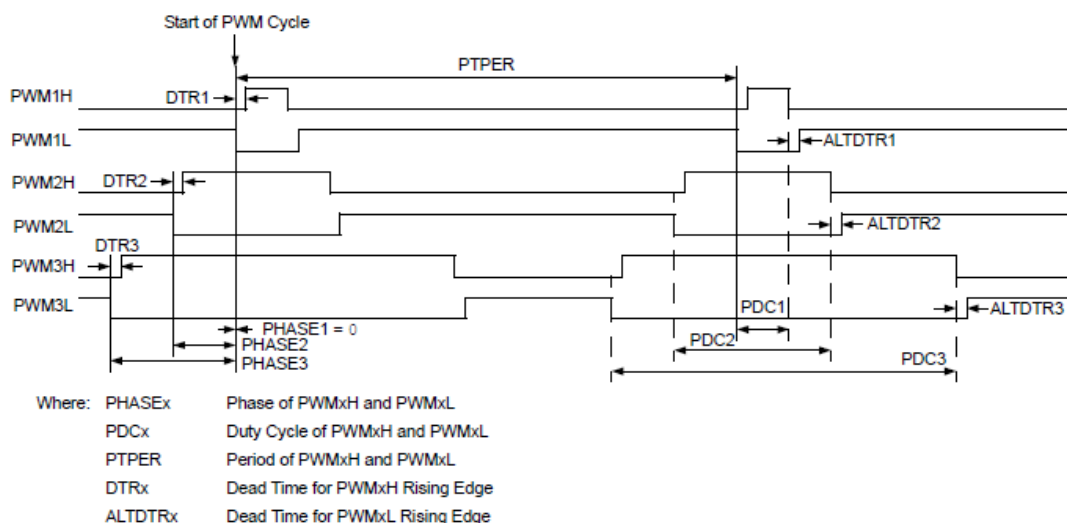 Start of PWM Cycle
PTPER
PWM1H
DTR1
PWM1L
ALTDTR1
PWM2H
DTR2
PWM2L
ALTDTR2
DTR3
PWM3H
PWM3L
PDC1
ALTDTR3
PHASE1 = 0
PHASE2
PDC2
PHASE3
PDC3
Where: PHASEx Phase of PWMxH and PWMxL
PDCx Duty Cycle of PWMxH and PWMxL
PTPER Period of PWMxH and PWMxL
DTRx Dead Time for PWMxH Rising Edge
ALTDTRx Dead Time for PWMxL Rising Edge